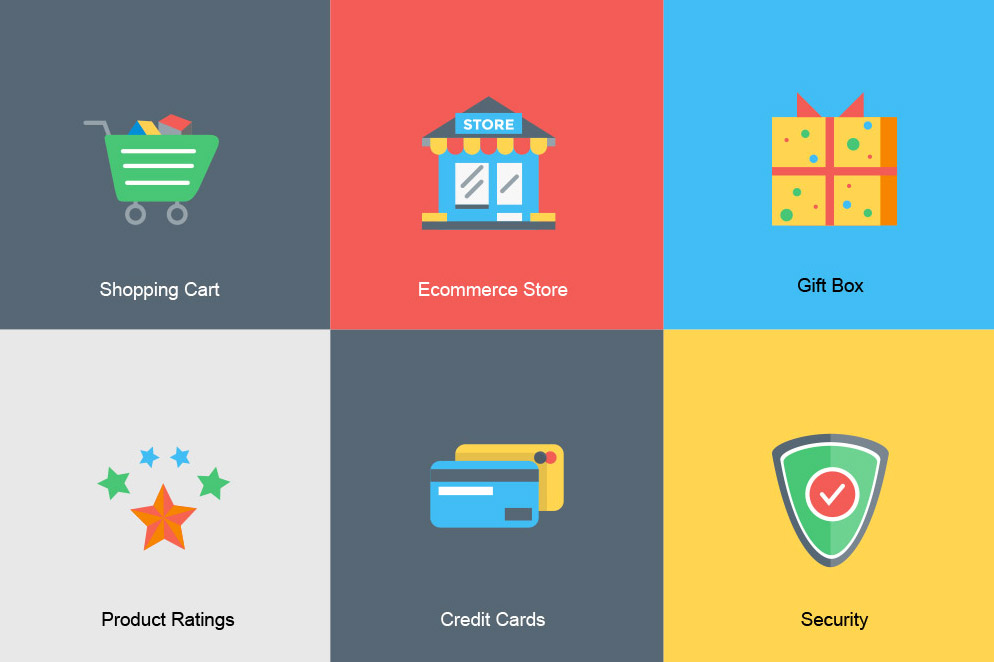 STORE
Shopping Cart
Ecommerce Store
Gift Box
Product Ratings
Credit Cards
Security